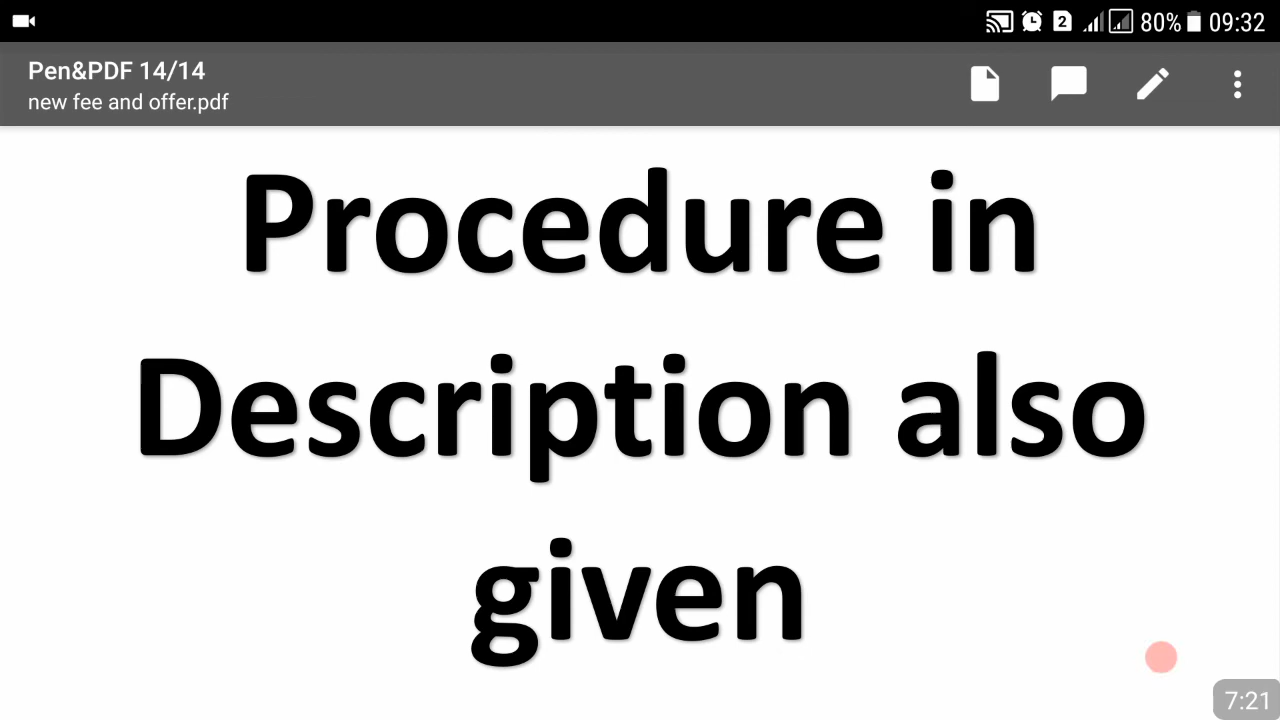 2 80% 09:32
Pen&PDF 14/14
new fee and offer.pdf
Procedure in
Description also
given
7:21